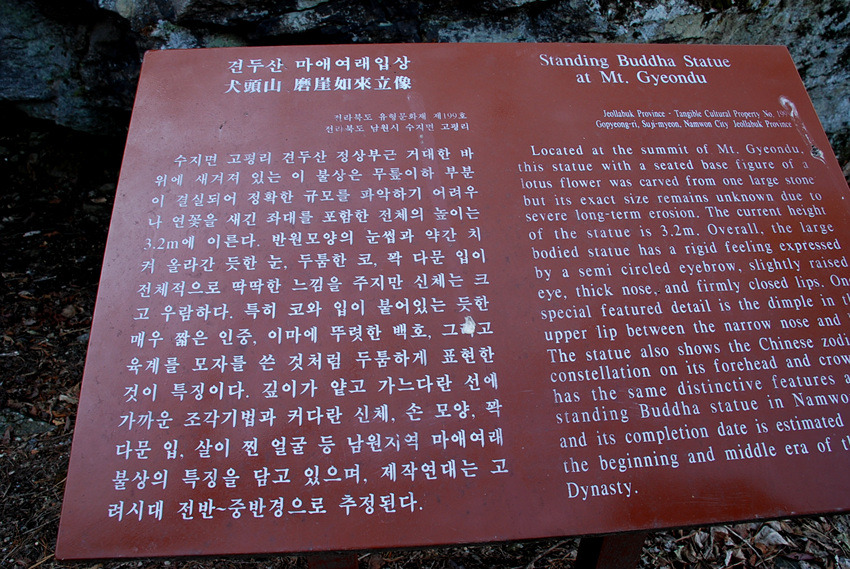 견두산 마애여래입상
犬頭山 磨崖如來立像
전라북도 유형문화재 제199호
전라북도 남원시 수지면 고평리
수지면 고평리 견두산 정상부근 거대한 바
위에 새겨져 있는 이 불상은 무릎이하 부분
이 결실되어 정확한 규모를 파악하기 어려우
나 연꽃을 새긴 좌대를 포함한 전체의 높이는
3.2m에 이른다. 반원모양의 눈썹과 약간 치
켜 올라간 듯한 눈, 두툼한 코, 꽉 다문 입이
전체적으로 딱딱한 느낌을 주지만 신체는 크
고 우람하다. 특히 코와 입이 붙어있는 듯한
매우 짧은 인중, 이마에 뚜렷한 백호, 그리고
육계를 모자를 쓴 것처럼 두툼하게 표현한
것이 특징이다. 깊이가 얕고 가느다란 선에
가까운 조각기법과 커다란 신체, 손 모양, 꽉
다문 입, 살이 찐 얼굴 등 남원지역 마애여래
불상의 특징을 담고 있으며, 제작연대는 고
려시대 전반~중반경으로 추정된다.
Standing Buddha Statue
at Mt. Gyeondu
Jeollabuk Province - Tangible Cultural Property No. 199
Gopyeong-ri, Suji-myeon, Namwon City Jeollabuk Province
Located at the summit of Mt. Gyeondu,
this statue with a seated base figure of a
lotus flower was carved from one large stone
but its exact size remains unknown due to
severe long-term erosion. The current height
of the statue is 3.2m. Overall, the large
bodied statue has a rigid feeling expressed
by a semi circled eyebrow, slightly raised
eye, thick nose, and firmly closed lips. One
special featured detail is the dimple in the
upper lip between the narrow nose and
The statue also shows the Chinese zodi
constellation on its forehead and crow
has the same distinctive features a
standing Buddha statue in Namwo
and its completion date is estimated
the beginning and middle era of th
Dynasty.